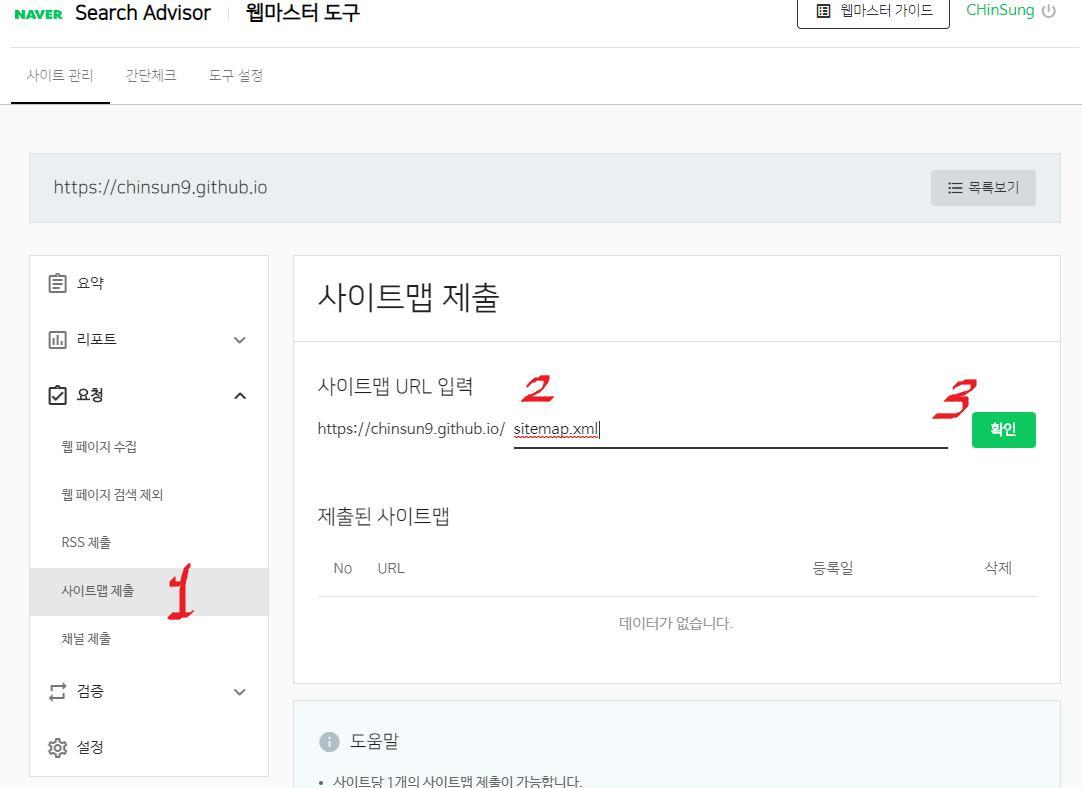 NAVER Search Advisor 웹마스터 도구
웹마스터 가이드
CHinSung
사이트 관리 간단체크 도구 설정
https://chinsun9.github.io
목록보기
요약
리포트
요청
웹 페이지 수집
웹 페이지 검색 제외
RSS 제출
사이트맵 제출 1
채널 제출
검증
설정
사이트맵 제출
사이트맵 URL 입력 2
3
https://chinsun9.github.io/ sitemap.xml
확인
제출된 사이트맵
No URL 등록일 삭제
데이터가 없습니다.
도움말
• 사이트당 1개의 사이트맵 제출이 가능합니다.